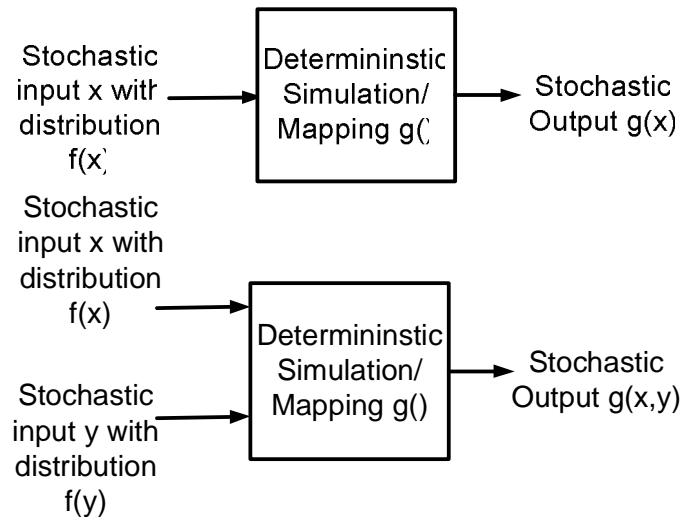 Stochastic
input x with
distribution
f(x)
Determininstic
Simulation/
Mapping g()
Stochastic
Output g(x)
Stochastic
input x with
distribution
f(x)
Stochastic
input y with
distribution
f(y)
Determininstic
Simulation/
Mapping g()
Stochastic
Output g(x,y)